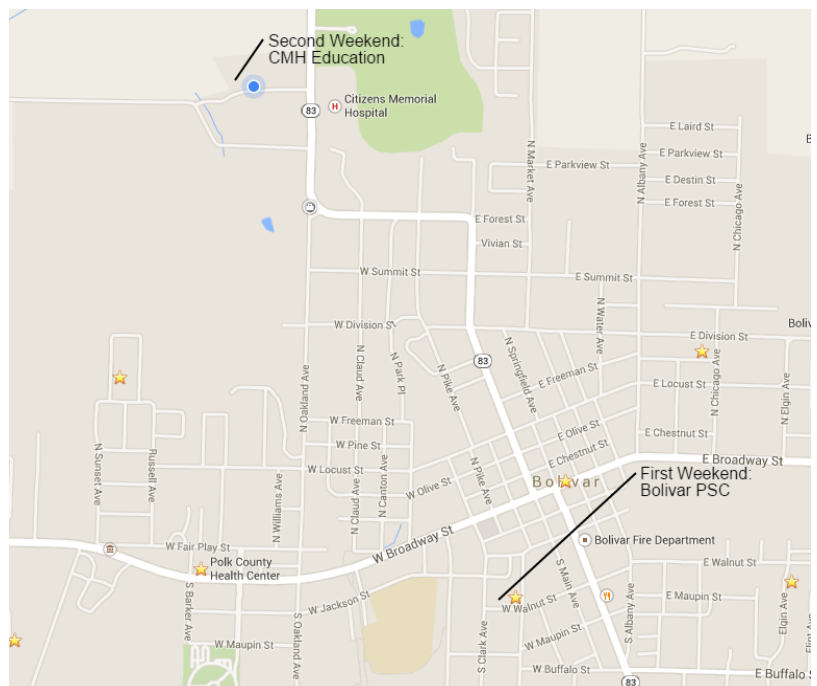 Second Weekend:
CMH Education
83
H
Citizens Memorial
Hospital
E Laird St
N Market Ave
E Parkview St
E Parkview St
N Albany Ave
E Destin St
E Forest St
N Chicago Ave
E Forest St
Vivian St
W Summit St
E Summit St
N Water Ave
W Division St
E Division St
Boliv
83
N Oakland Ave
N Claud Ave
N Park Pl
N Pike Ave
N Springfield Ave
E Freeman St
E Locust St
N Chicago Ave
N Elgin Ave
W Freeman St
E Olive St
E Chestnut St
W Pine St
E Chestnut St
N Sunset Ave
Russell Ave
W Locust St
N Canton Ave
N Pike Ave
E Broadway St
N Williams Ave
N Claud Ave
W Olive St
Bolivar
First Weekend:
Bolivar PSC
W Fair Play St
W Broadway St
Bolivar Fire Department
Polk County
Health Center
S Main Ave
E Walnut St
S Barker Ave
W Jackson St
W Walnut St
S Albany Ave
E Maupin St
Elgin Ave
S Oakland Ave
W Maupin St
S Clark Ave
W Maupin St
W Buffalo St
E Buffalo S
83